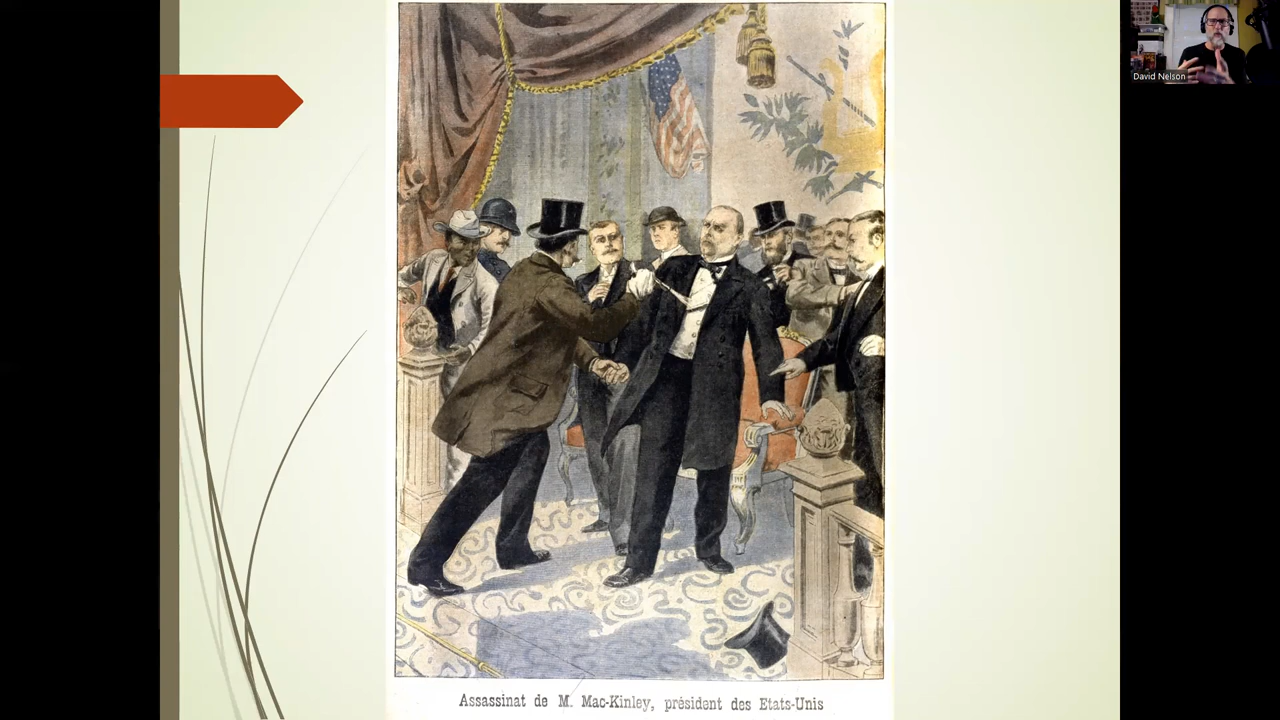 David Nelson
Assassinat de M. Mac-Kinley, président des Etats-Unis